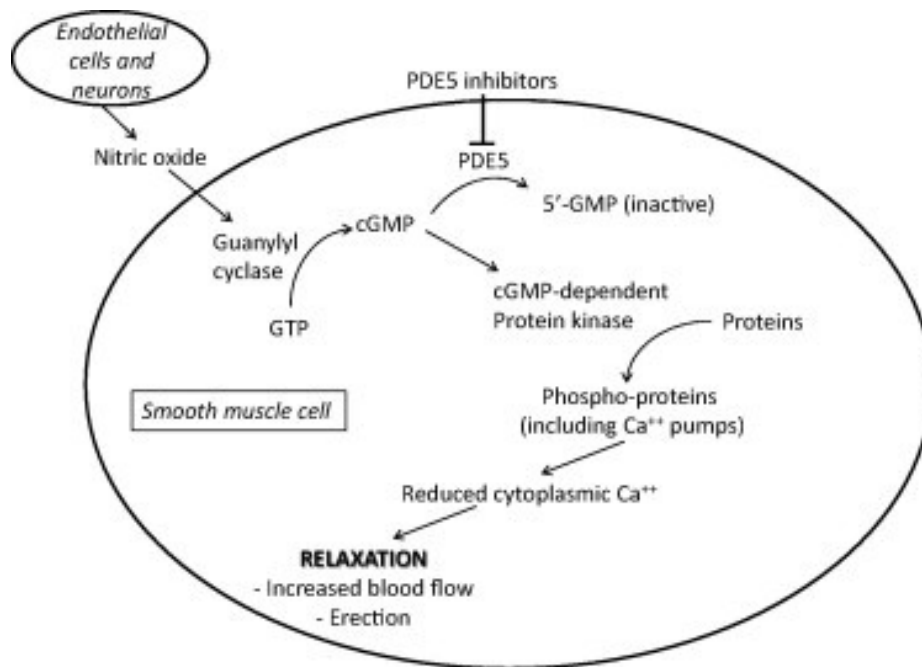 Endothelial
cells and
neurons
PDE5 inhibitors
Nitric oxide
PDE5
5′-GMP (inactive)
cGMP
Guanylyl
cyclase
GTP
cGMP-dependent
Protein kinase
Proteins
Smooth muscle cell
Phospho-proteins
(including Ca⁺⁺ pumps)
Reduced cytoplasmic Ca⁺⁺
RELAXATION
- Increased blood flow
- Erection